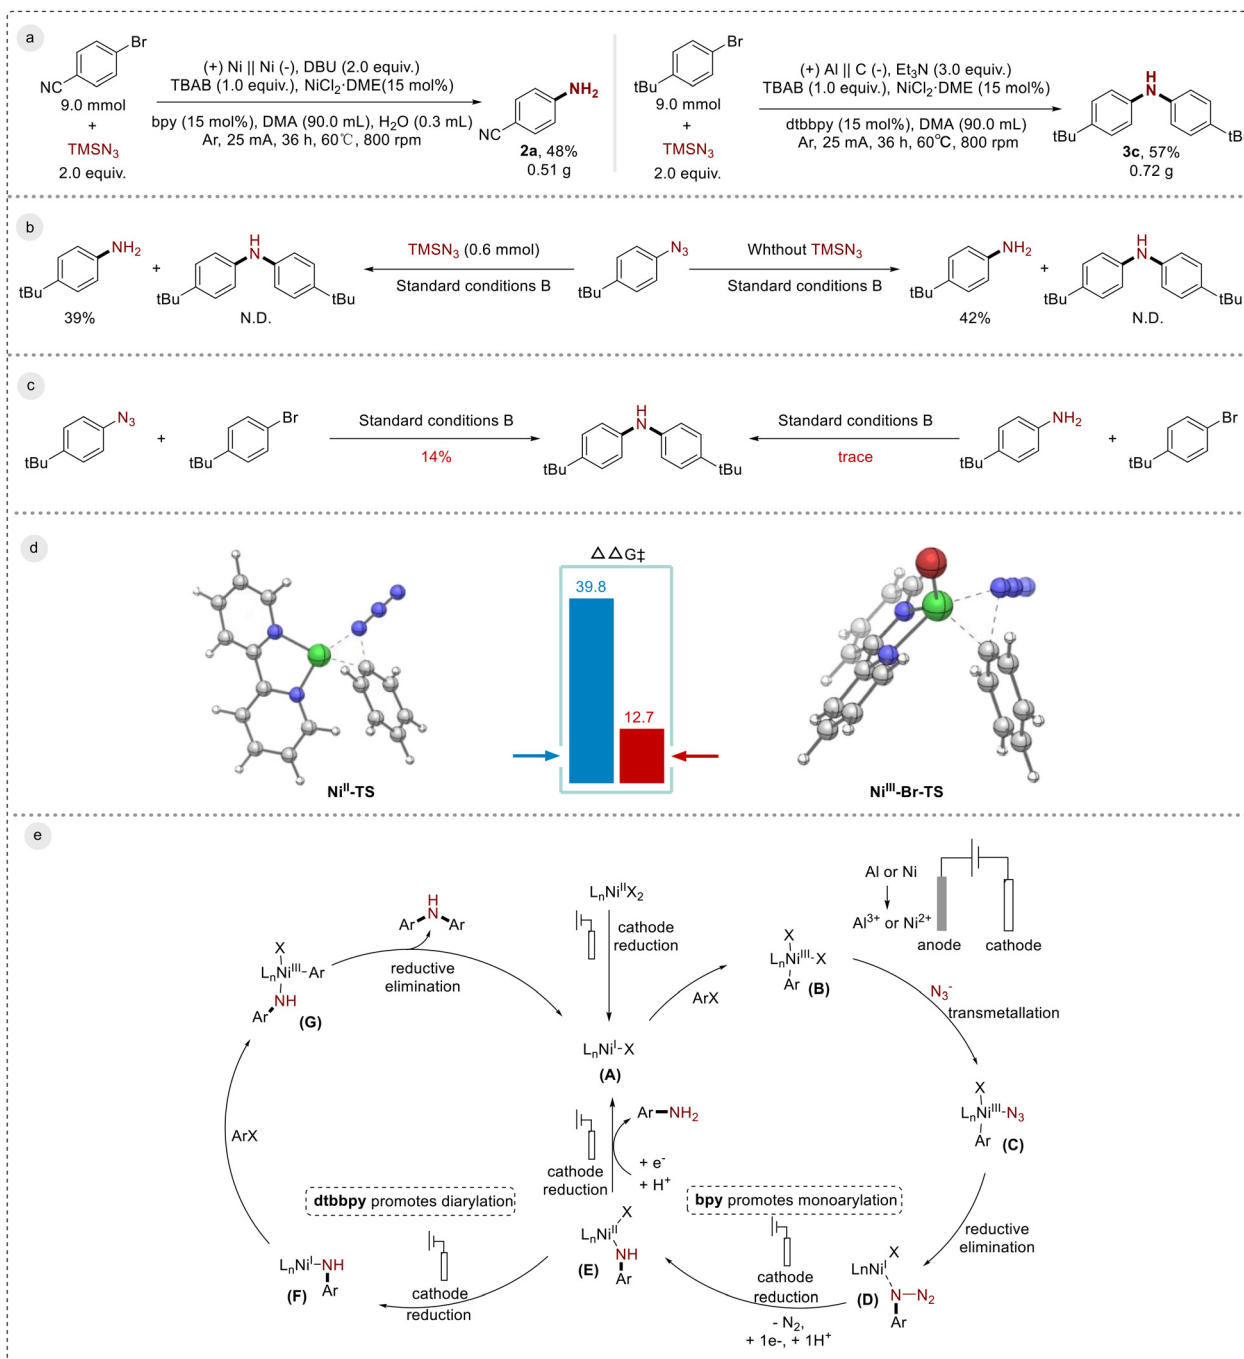 a
Br
CN
9.0 mmol
+
TMSN₃
2.0 equiv.
(+) Ni || Ni (-), DBU (2.0 equiv.)
TBAB (1.0 equiv.), NiCl₂·DME(15 mol%)
bpy (15 mol%), DMA (90.0 mL), H₂O (0.3 mL)
Ar, 25 mA, 36 h, 60℃, 800 rpm
NH₂
CN
2a, 48%
0.51 g
Br
tBu
9.0 mmol
+
TMSN₃
2.0 equiv.
(+) Al || C (-), Et₃N (3.0 equiv.)
TBAB (1.0 equiv.), NiCl₂·DME (15 mol%)
dtbbpy (15 mol%), DMA (90.0 mL)
Ar, 25 mA, 36 h, 60°C, 800 rpm
H
N
tBu
tBu
3c, 57%
0.72 g
b
NH₂
tBu
39%
+
H
N
tBu
tBu
N.D.
TMSN₃ (0.6 mmol)
Standard conditions B
N₃
tBu
Whthout TMSN₃
Standard conditions B
NH₂
tBu
42%
+
H
N
tBu
tBu
N.D.
c
N₃
tBu
+
Br
tBu
Standard conditions B
14%
H
N
tBu
tBu
Standard conditions B
trace
NH₂
tBu
+
Br
tBu
d
△△G‡
39.8
12.7
Niᴵᴵ-TS
Niᴵᴵᴵ-Br-TS
e
LₙNiᴵᴵX₂
cathode
reduction
Al or Ni
Al³⁺ or Ni²⁺
anode
cathode
H
Ar N Ar
reductive
elimination
X
LₙNiᴵᴵᴵ-Ar
NH
Ar
(G)
ArX
X
LₙNiᴵᴵᴵ-X
Ar
(B)
N₃⁻
transmetallation
LₙNiᴵ-X
(A)
X
LₙNiᴵᴵᴵ-N₃
Ar
(C)
ArX
Ar-NH₂
cathode
reduction
+ e⁻
+ H⁺
dtbbpy promotes diarylation
bpy promotes monoarylation
reductive
elimination
X
LₙNiᴵᴵ
NH
Ar
(E)
LₙNiᴵ-NH
Ar
(F)
cathode
reduction
cathode
reduction
- N₂,
+ 1e-, + 1H⁺
X
LnNiᴵ
N-N₂
Ar
(D)